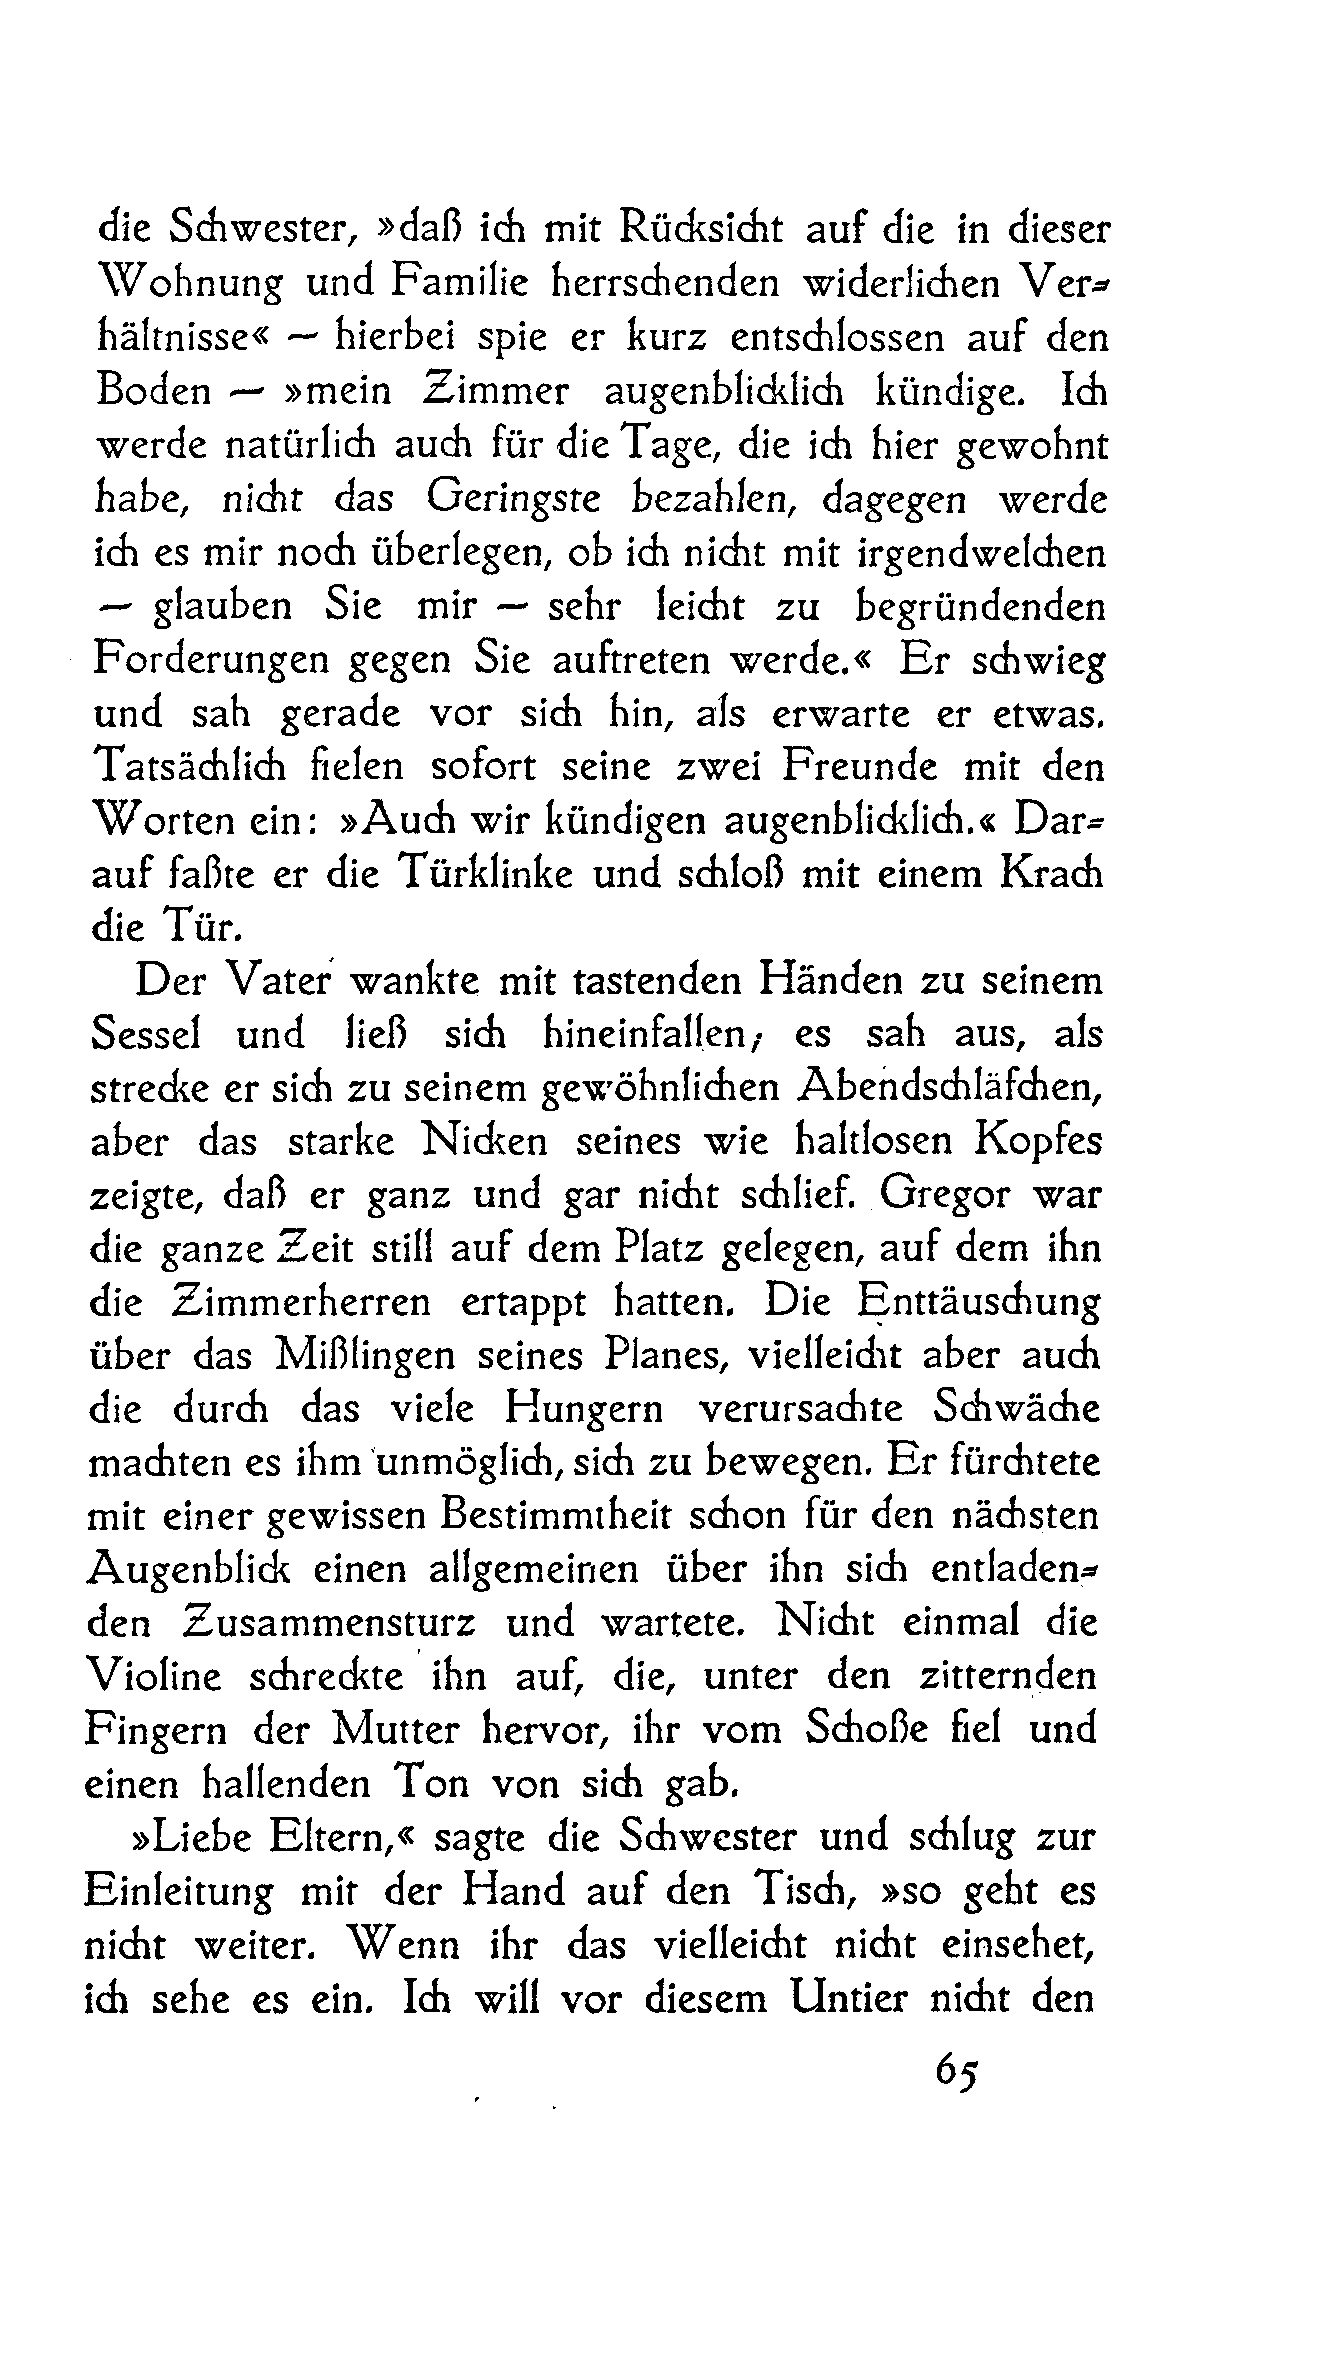 die Schwester, »daß ich mit Rücksicht auf die in dieser
Wohnung und Familie herrschenden widerlichen Ver-
hältnisse« — hierbei spie er kurz entschlossen auf den
Boden — »mein Zimmer augenblicklich kündige. Ich
werde natürlich auch für die Tage, die ich hier gewohnt
habe, nicht das Geringste bezahlen, dagegen werde
ich es mir noch überlegen, ob ich nicht mit irgendwelchen
— glauben Sie mir — sehr leicht zu begründenden
Forderungen gegen Sie auftreten werde.« Er schwieg
und sah gerade vor sich hin, als erwarte er etwas.
Tatsächlich fielen sofort seine zwei Freunde mit den
Worten ein: »Auch wir kündigen augenblicklich.« Dar-
auf faßte er die Türklinke und schloß mit einem Krach
die Tür.
Der Vater wankte mit tastenden Händen zu seinem
Sessel und ließ sich hineinfallen; es sah aus, als
strecke er sich zu seinem gewöhnlichen Abendschläfchen,
aber das starke Nicken seines wie haltlosen Kopfes
zeigte, daß er ganz und gar nicht schlief. Gregor war
die ganze Zeit still auf dem Platz gelegen, auf dem ihn
die Zimmerherren ertappt hatten. Die Enttäuschung
über das Mißlingen seines Planes, vielleicht aber auch
die durch das viele Hungern verursachte Schwäche
machten es ihm unmöglich, sich zu bewegen. Er fürchtete
mit einer gewissen Bestimmtheit schon für den nächsten
Augenblick einen allgemeinen über ihn sich entladen-
den Zusammensturz und wartete. Nicht einmal die
Violine schreckte ihn auf, die, unter den zitternden
Fingern der Mutter hervor, ihr vom Schoße fiel und
einen hallenden Ton von sich gab.
»Liebe Eltern,« sagte die Schwester und schlug zur
Einleitung mit der Hand auf den Tisch, »so geht es
nicht weiter. Wenn ihr das vielleicht nicht einsehet,
ich sehe es ein. Ich will vor diesem Untier nicht den
65